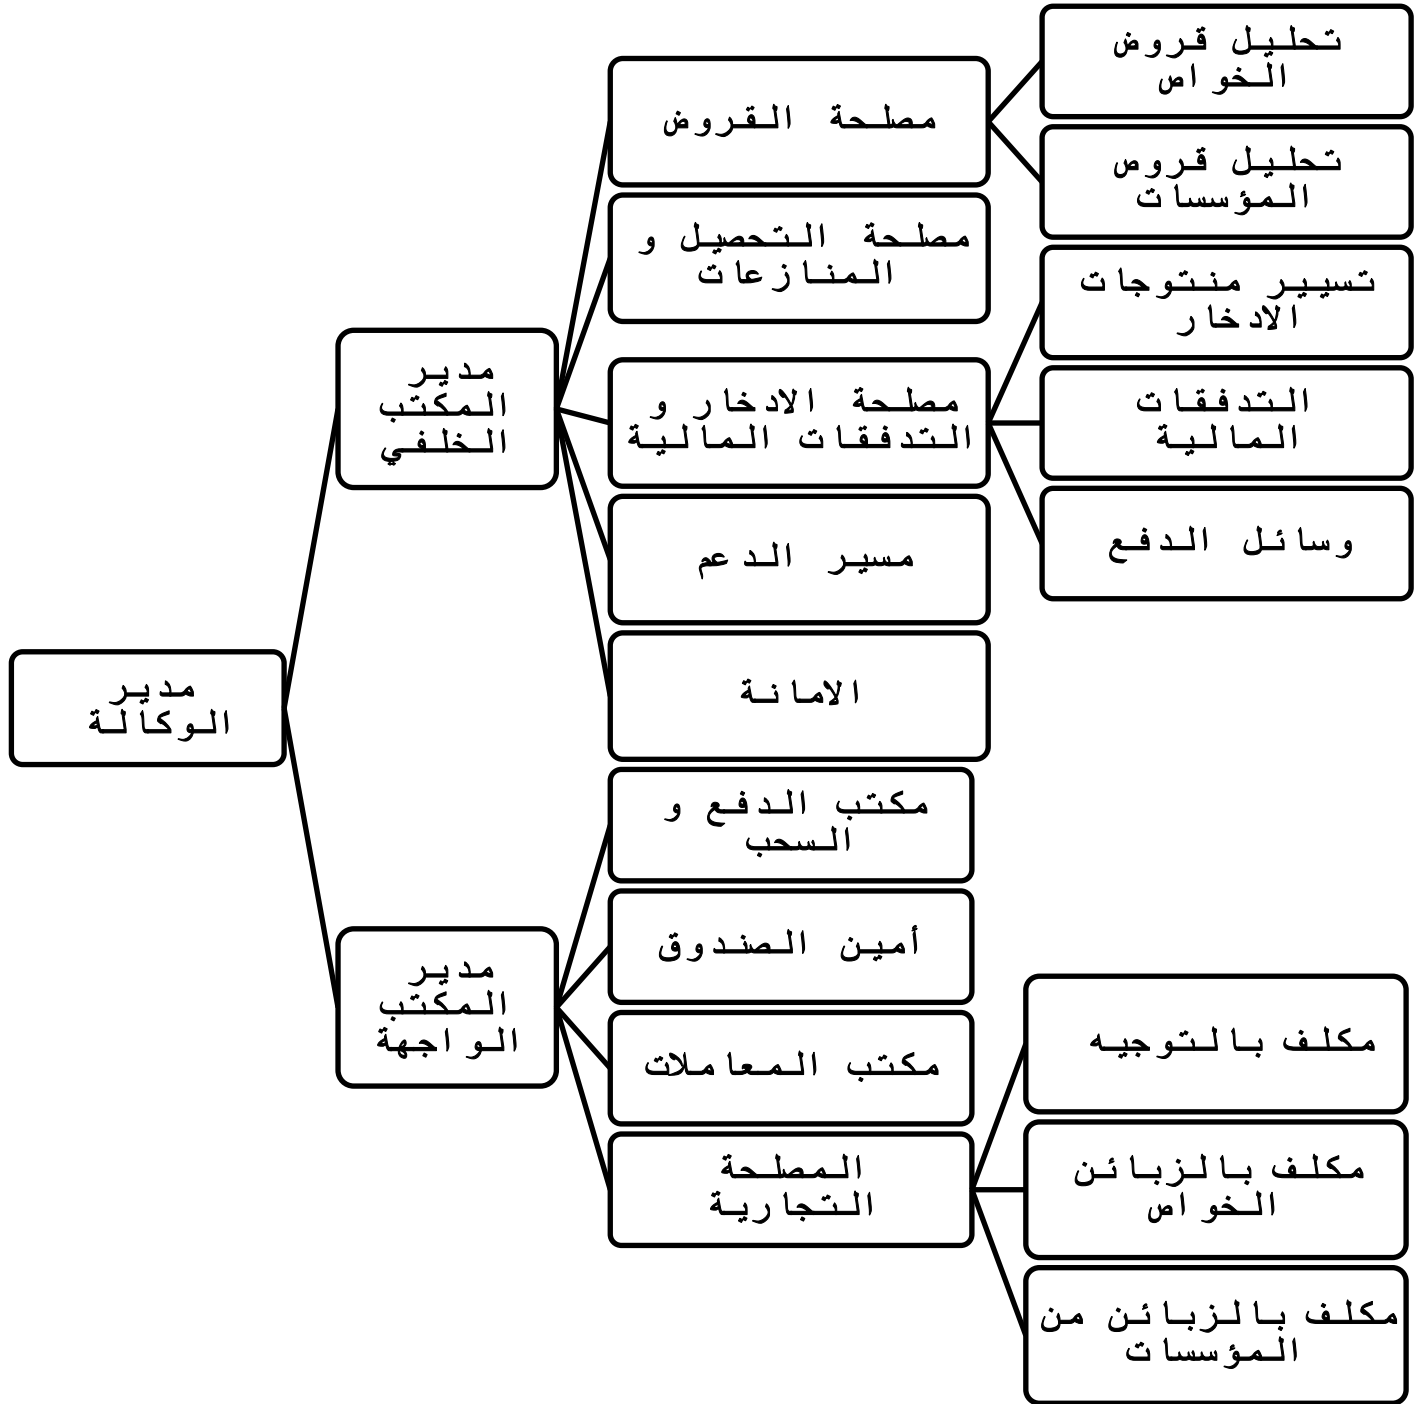 تحليل قروض
الخواص
مصلحة القروض
تحليل قروص
المؤسسات
مصلحة التحصيل و
المنازعات
تسيير منتوجات
الادخار
مدير
المكتب
الخلفي
مصلحة الادخار و
التدفقات المالية
التدفقات
المالية
وسائل الدفع
مسير الدعم
مدير
الوكالة
الامانة
مكتب الدفع و
السحب
أمين الصندوق
مدير
المكتب
الواجهة
مكتب المعاملات
مكلف بالتوجيه
المصلحة
التجارية
مكلف بالزبائن
الخواص
مكلف بالزبائن من
المؤسسات